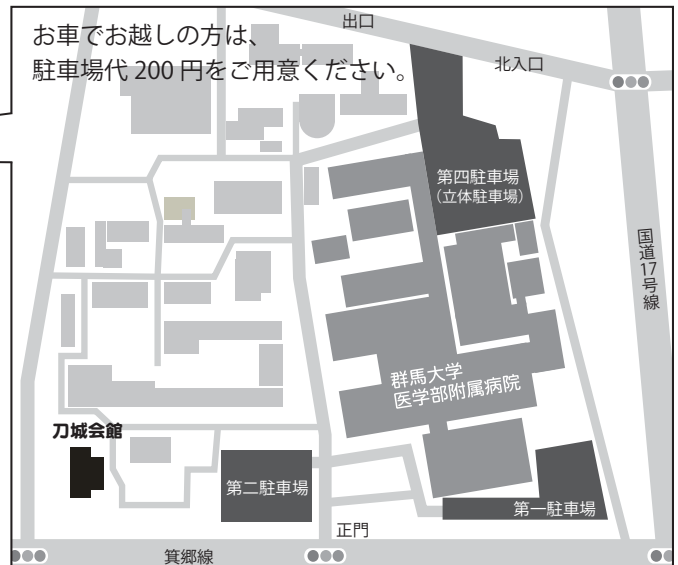 お車でお越しの方は、
駐車場代 200 円をご用意ください。
出口
北入口
第四駐車場
（立体駐車場）
国道17号線
群馬大学
医学部附属病院
刀城会館
第二駐車場
第一駐車場
正門
箕郷線